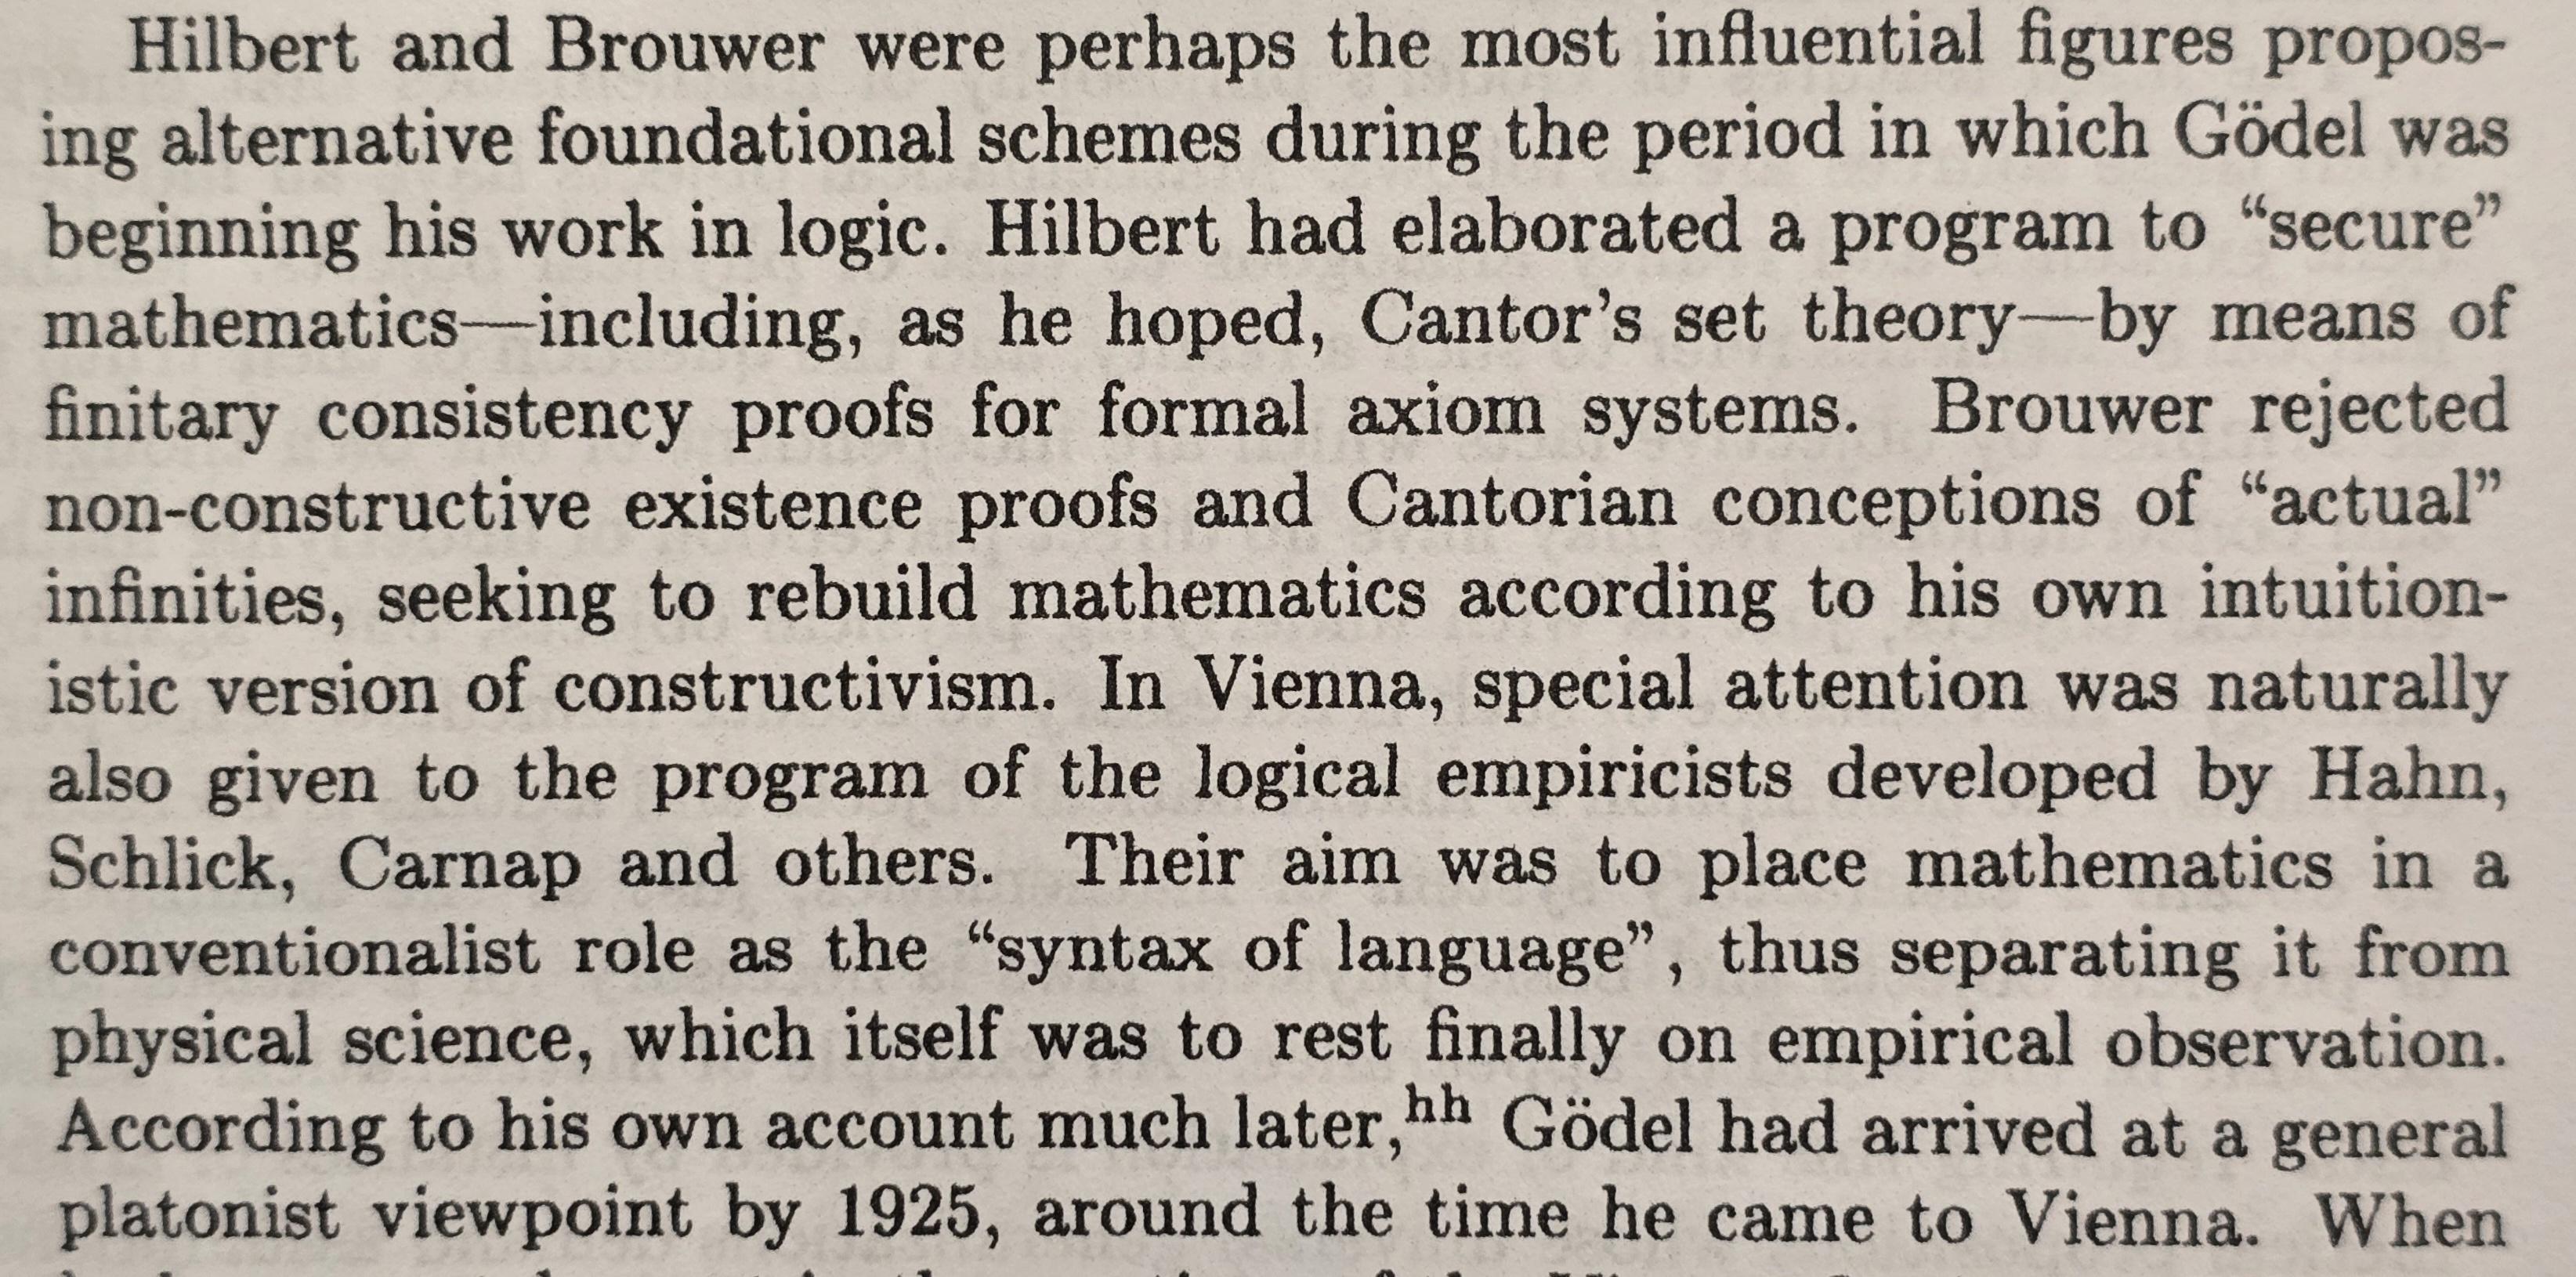 Hilbert and Brouwer were perhaps the most influential figures propos-
ing alternative foundational schemes during the period in which Gödel was
beginning his work in logic. Hilbert had elaborated a program to “secure”
mathematics—including, as he hoped, Cantor’s set theory—by means of
finitary consistency proofs for formal axiom systems. Brouwer rejected
non-constructive existence proofs and Cantorian conceptions of “actual”
infinities, seeking to rebuild mathematics according to his own intuition-
istic version of constructivism. In Vienna, special attention was naturally
also given to the program of the logical empiricists developed by Hahn,
Schlick, Carnap and others. Their aim was to place mathematics in a
conventionalist role as the “syntax of language”, thus separating it from
physical science, which itself was to rest finally on empirical observation.
According to his own account much later,ʰʰ Gödel had arrived at a general
platonist viewpoint by 1925, around the time he came to Vienna. When